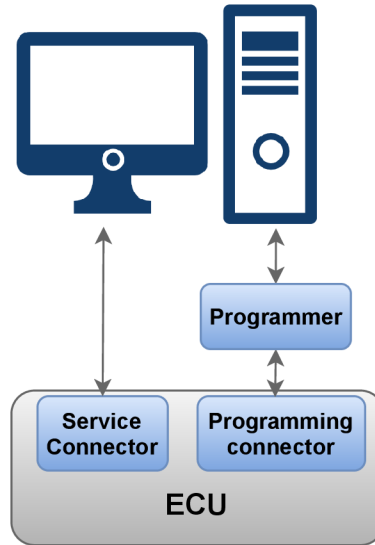 Programmer
Service
Connector
Programming
connector
ECU